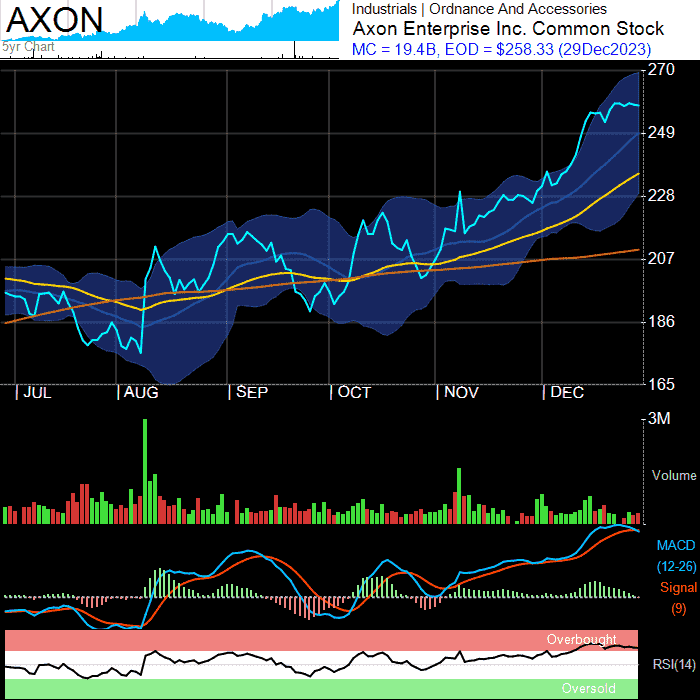 AXON
5yr Chart
Industrials | Ordnance And Accessories
Axon Enterprise Inc. Common Stock
MC = 19.4B, EOD = $258.33 (29Dec2023)
270
249
228
207
186
165
JUL AUG SEP OCT NOV DEC
3M
Volume
MACD
(12-26)
Signal
(9)
Overbought
RSI(14)
Oversold